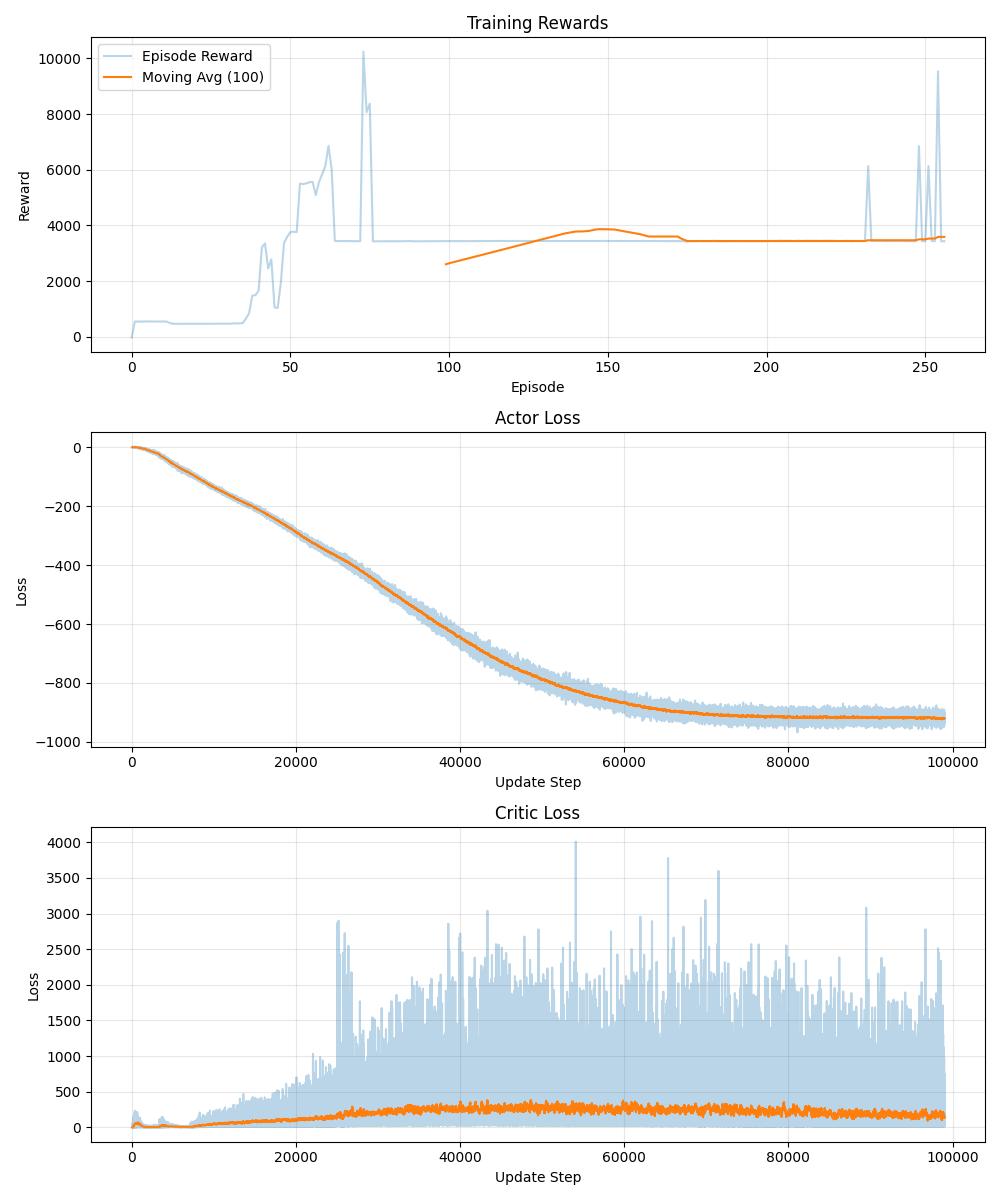 Training Rewards
Episode Reward
Moving Avg (100)
Reward
10000
8000
6000
4000
2000
0
0 50 100 150 200 250
Episode
Actor Loss
Loss
0
−200
−400
−600
−800
−1000
0 20000 40000 60000 80000 100000
Update Step
Critic Loss
Loss
4000
3500
3000
2500
2000
1500
1000
500
0
0 20000 40000 60000 80000 100000
Update Step